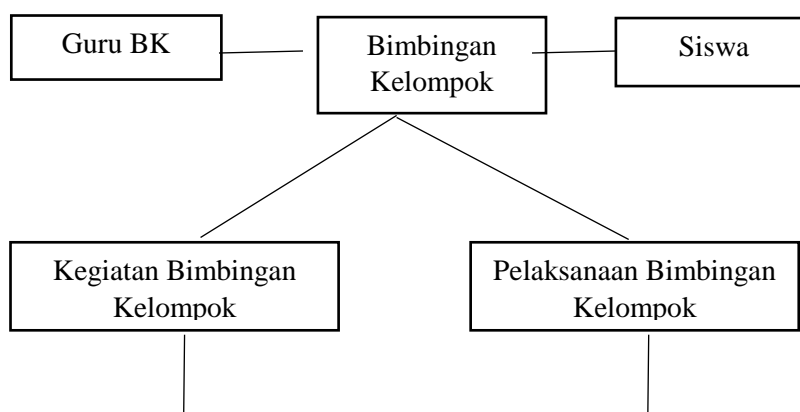 Guru BK
Bimbingan
Kelompok
Siswa
Kegiatan Bimbingan
Kelompok
Pelaksanaan Bimbingan
Kelompok